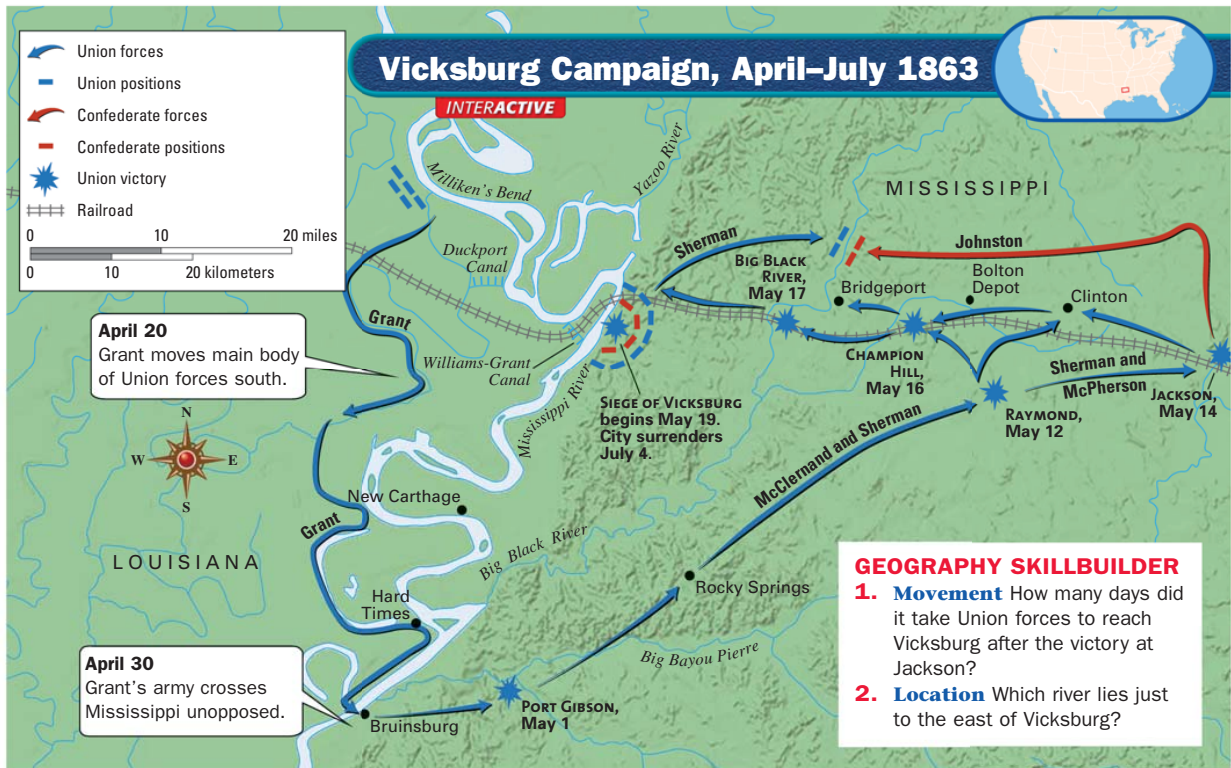 Vicksburg Campaign, April–July 1863
INTERACTIVE
Union forces
Union positions
Confederate forces
Confederate positions
Union victory
Railroad
0 10 20 miles
0 10 20 kilometers
Milliken's Bend
Yazoo River
MISSISSIPPI
Duckport
Canal
Sherman
Johnston
BIG BLACK
RIVER,
May 17
Bridgeport
Bolton
Depot
Clinton
April 20
Grant moves main body
of Union forces south.
Grant
Williams-Grant
Canal
Mississippi River
SIEGE OF VICKSBURG
begins May 19.
City surrenders
July 4.
CHAMPION
HILL,
May 16
Sherman and
McPherson
JACKSON,
May 14
RAYMOND,
May 12
McClernand and Sherman
N
W E
S
New Carthage
Grant
Big Black River
LOUISIANA
Hard
Times
Rocky Springs
Big Bayou Pierre
April 30
Grant's army crosses
Mississippi unopposed.
Bruinsburg
PORT GIBSON,
May 1
GEOGRAPHY SKILLBUILDER
1. Movement How many days did
it take Union forces to reach
Vicksburg after the victory at
Jackson?
2. Location Which river lies just
to the east of Vicksburg?